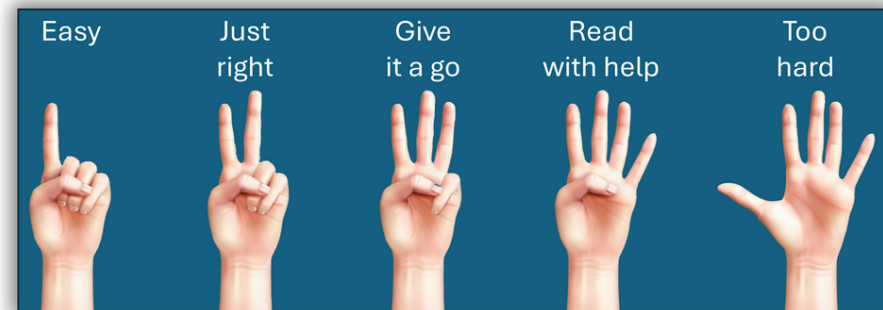 Easy
Just
right
Give
it a go
Read
with help
Too
hard